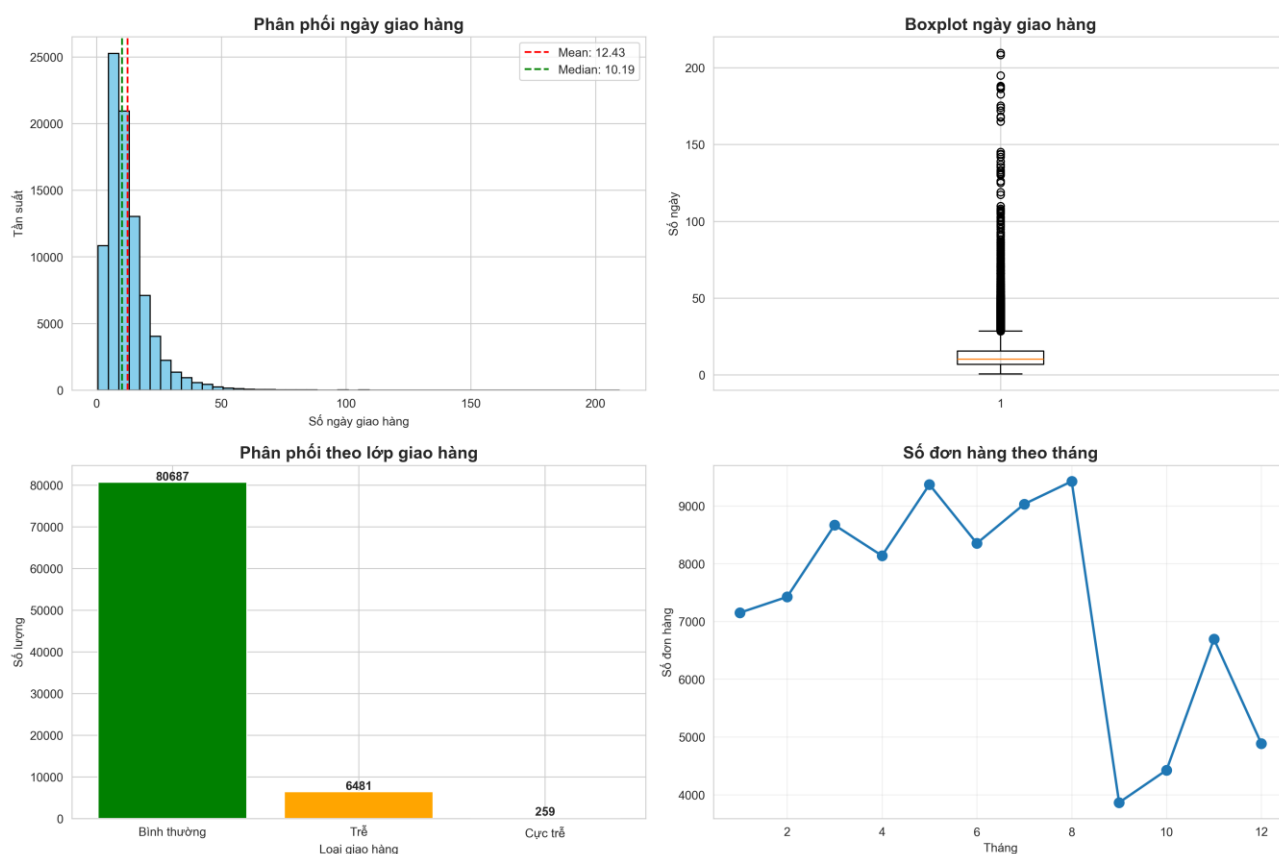 Phân phối ngày giao hàng
25000
20000
15000
10000
5000
0
Tần suất
Mean: 12.43
Median: 10.19
0 50 100 150 200
Số ngày giao hàng
Boxplot ngày giao hàng
200
150
100
50
0
Số ngày
1
Phân phối theo lớp giao hàng
80000
70000
60000
50000
40000
30000
20000
10000
0
Số lượng
80687
6481
259
Bình thường Trễ Cực trễ
Loại giao hàng
Số đơn hàng theo tháng
9000
8000
7000
6000
5000
4000
Số đơn hàng
2 4 6 8 10 12
Tháng